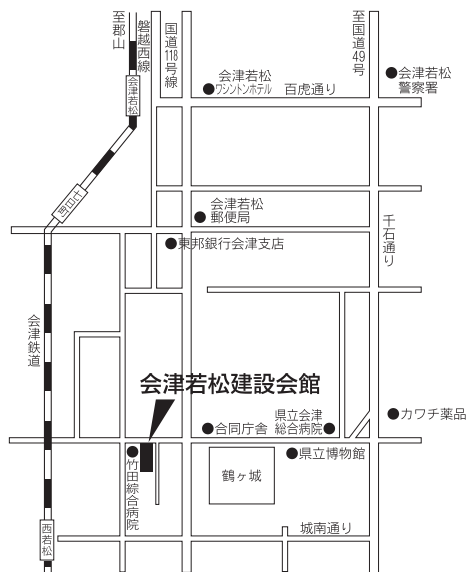 至郡山
磐越西線
国道118号線
至国道49号
会津若松
会津若松
ワシントンホテル
百虎通り
会津若松
警察署
七日町
会津若松
郵便局
東邦銀行会津支店
千石通り
会津鉄道
会津若松建設会館
合同庁舎
県立会津
総合病院
カワチ薬品
竹田綜合病院
県立博物館
鶴ヶ城
西若松
城南通り